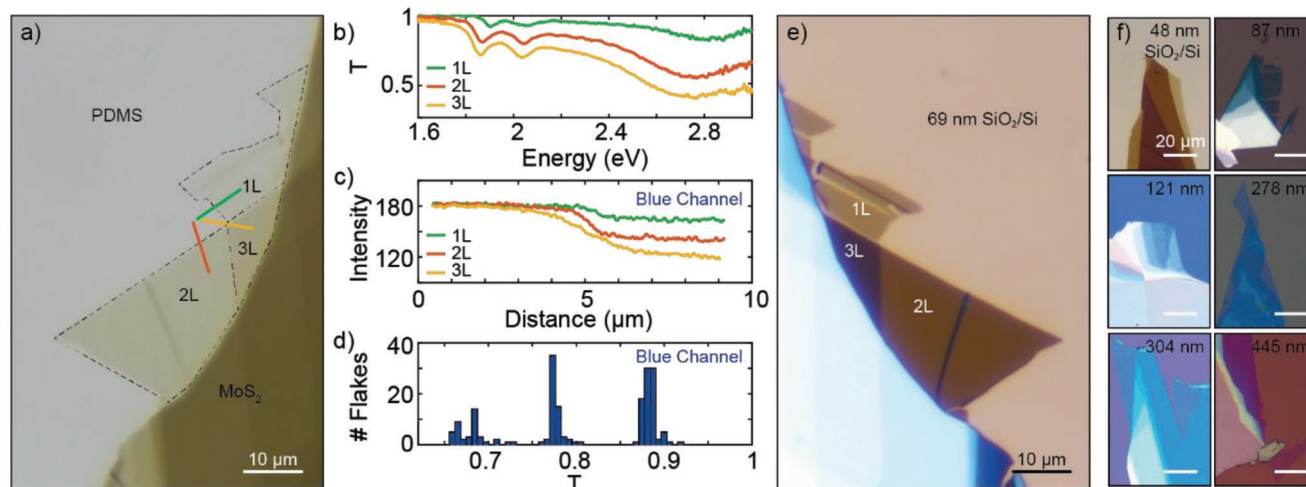 a)
PDMS
1L
3L
2L
MoS₂
10 μm
b)
1
T
0.5
1L
2L
3L
1.6
2
2.4
2.8
Energy (eV)
c)
Blue Channel
Intensity
180
120
1L
2L
3L
0
5
10
Distance (μm)
d)
Blue Channel
# Flakes
40
20
0
0.7
0.8
0.9
1
T
e)
69 nm SiO₂/Si
1L
3L
2L
10 μm
f)
48 nm
SiO₂/Si
20 μm
87 nm
121 nm
278 nm
304 nm
445 nm